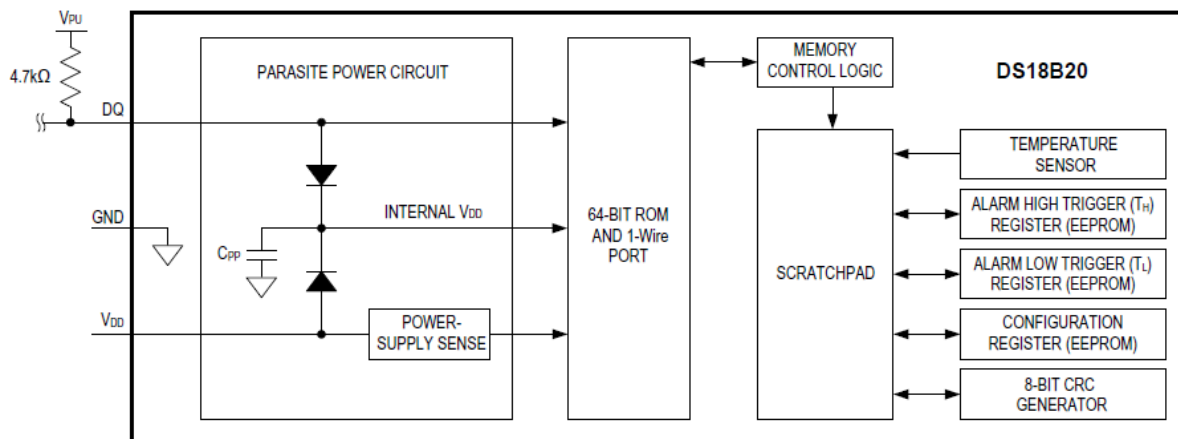 VPU
4.7kΩ
DQ
GND
VDD
PARASITE POWER CIRCUIT
INTERNAL VDD
CPP
POWER-
SUPPLY SENSE
64-BIT ROM
AND 1-Wire
PORT
MEMORY
CONTROL LOGIC
SCRATCHPAD
DS18B20
TEMPERATURE
SENSOR
ALARM HIGH TRIGGER (TH)
REGISTER (EEPROM)
ALARM LOW TRIGGER (TL)
REGISTER (EEPROM)
CONFIGURATION
REGISTER (EEPROM)
8-BIT CRC
GENERATOR